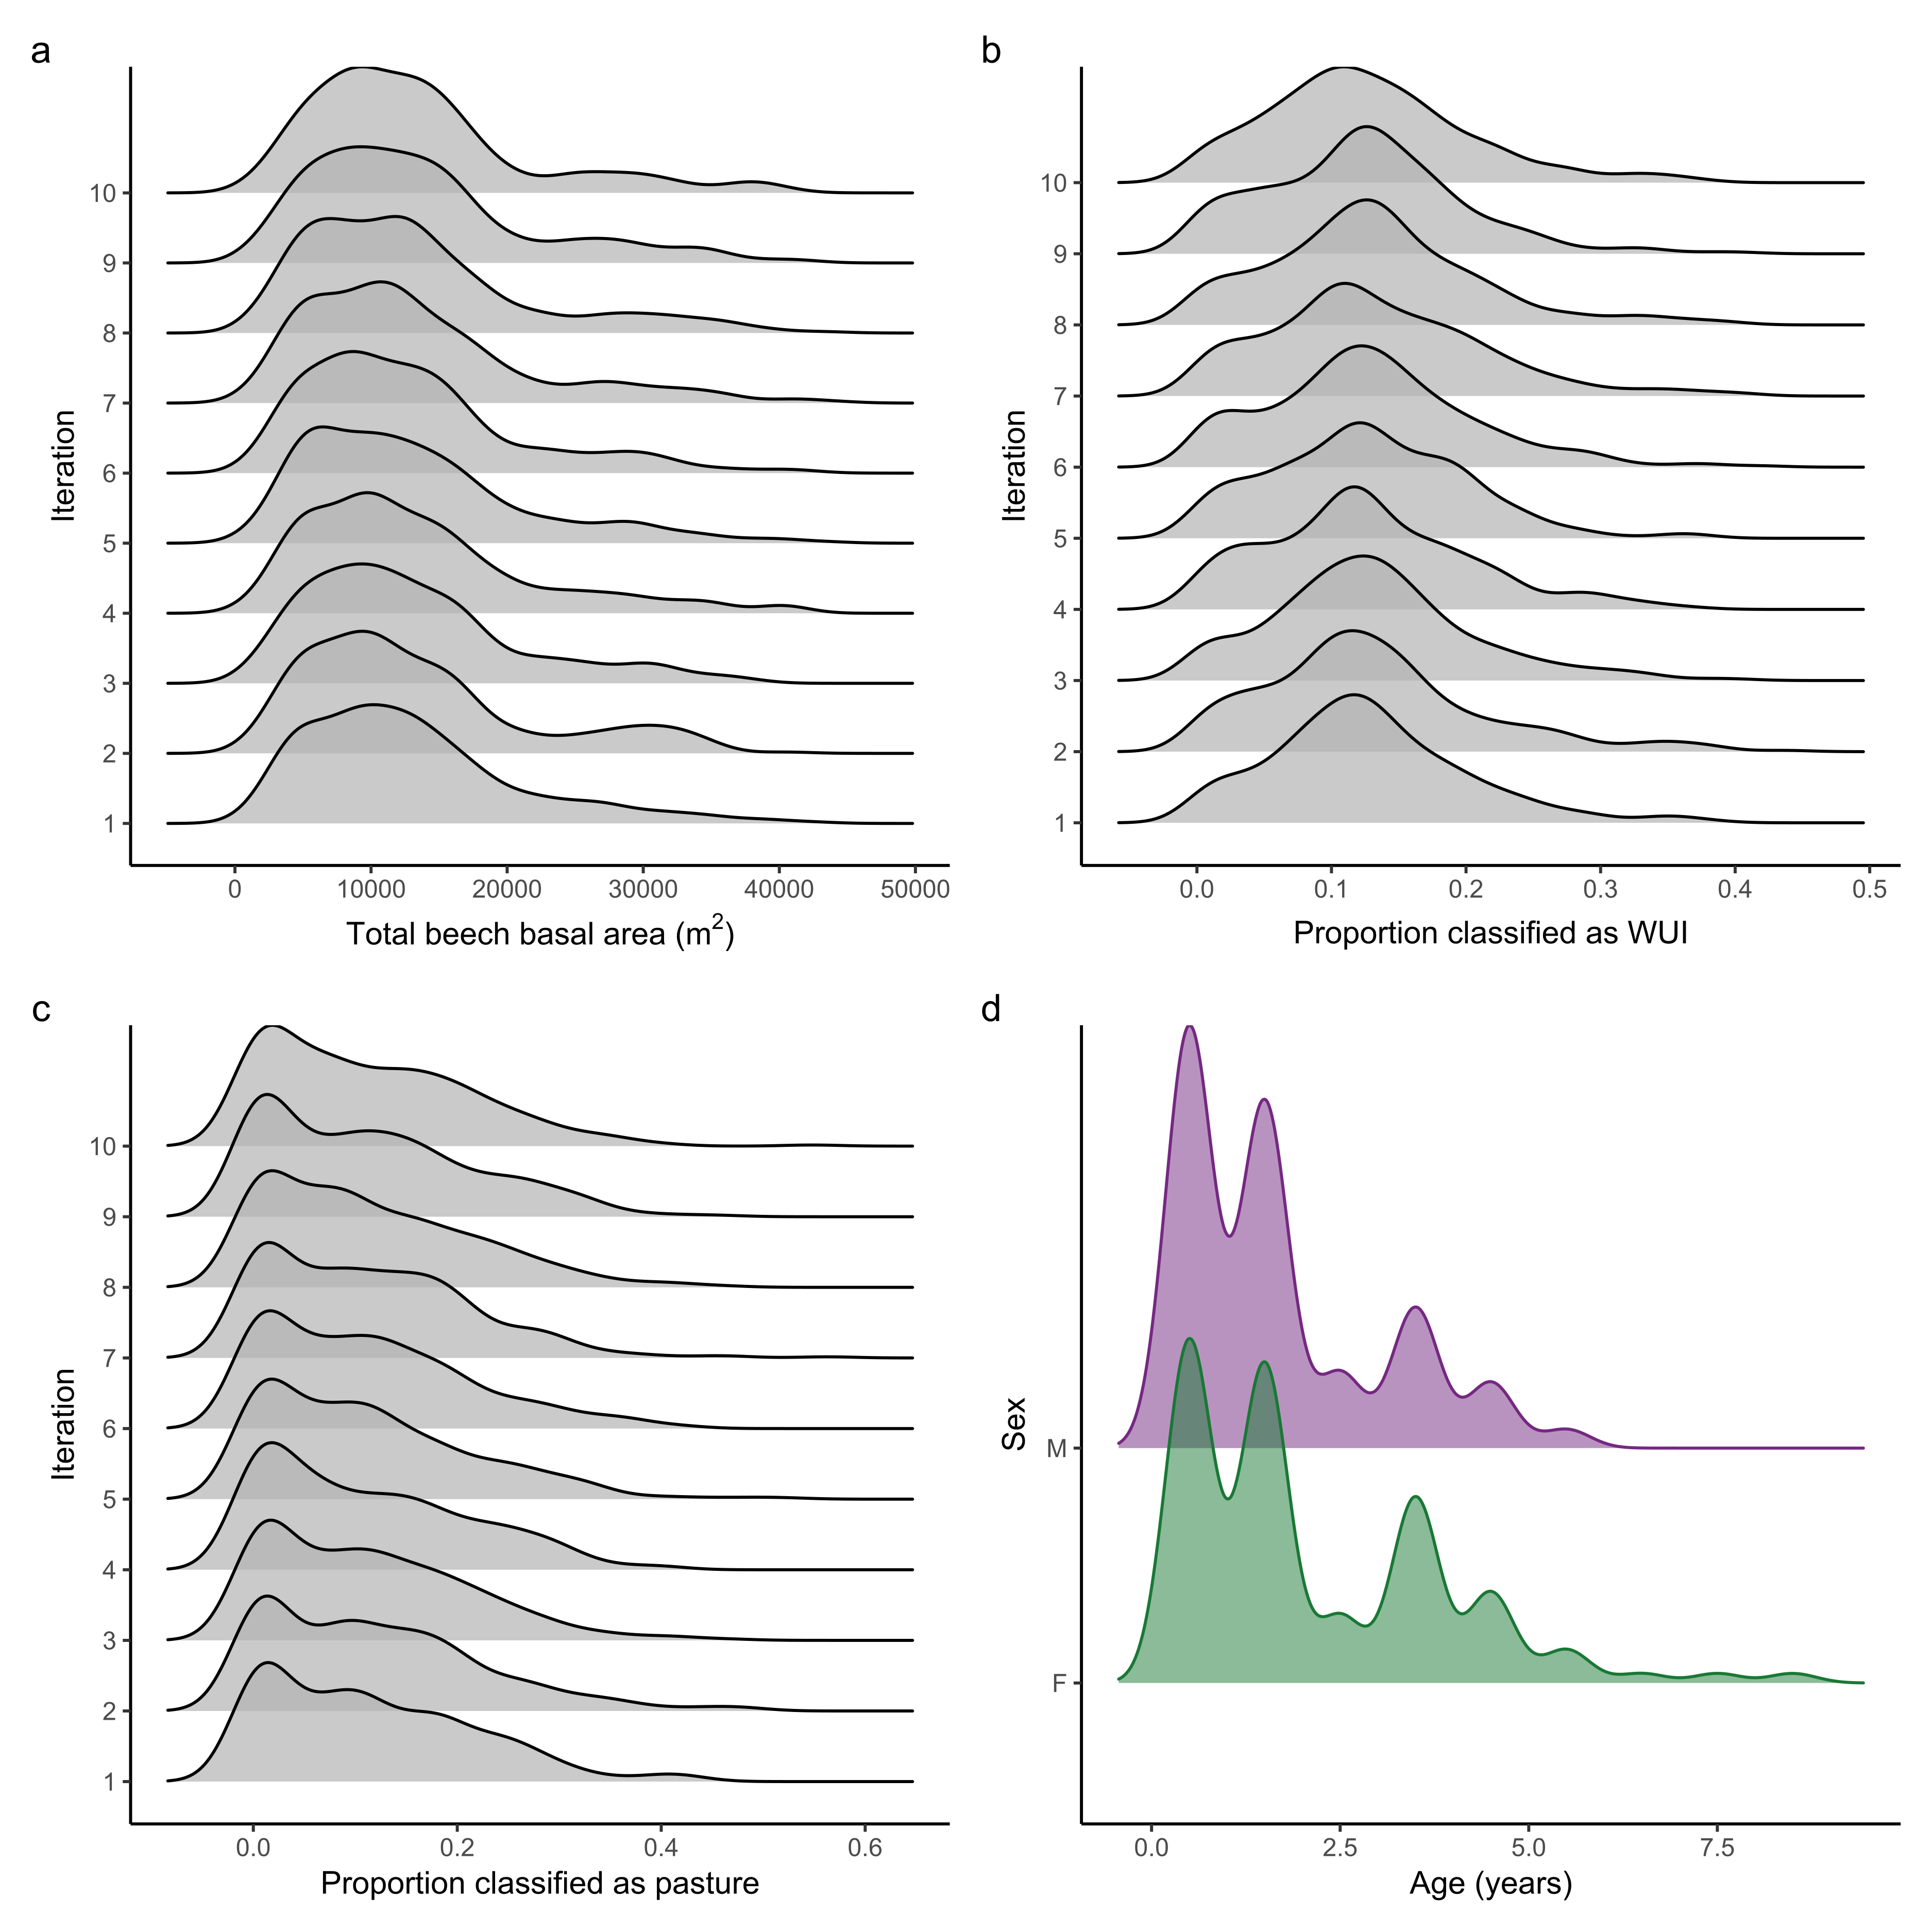 a
Iteration
10
9
8
7
6
5
4
3
2
1
0 10000 20000 30000 40000 50000
Total beech basal area (m²)
b
Iteration
10
9
8
7
6
5
4
3
2
1
0.0 0.1 0.2 0.3 0.4 0.5
Proportion classified as WUI
c
Iteration
10
9
8
7
6
5
4
3
2
1
0.0 0.2 0.4 0.6
Proportion classified as pasture
d
Sex
M
F
0.0 2.5 5.0 7.5
Age (years)